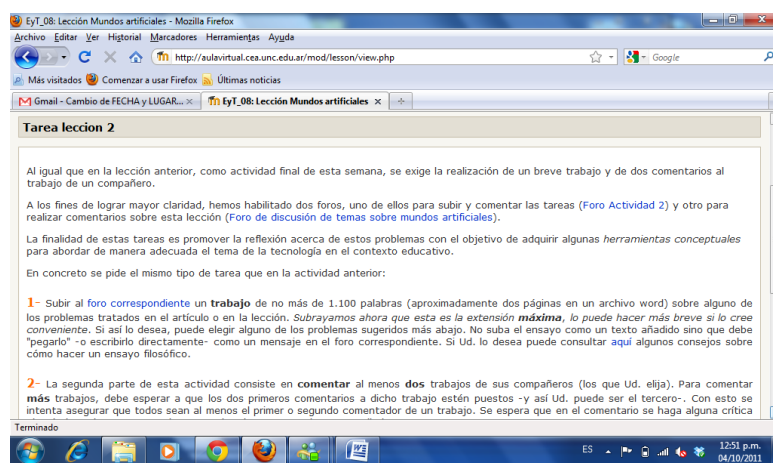 EyT_08: Lección Mundos artificiales - Mozilla Firefox
Archivo Editar Ver Historial Marcadores Herramientas Ayuda
http://aulavirtual.cea.unc.edu.ar/mod/lesson/view.php
Google
Más visitados Comenzar a usar Firefox Últimas noticias
Gmail - Cambio de FECHA y LUGAR... × EyT_08: Lección Mundos artificiales ×
Tarea leccion 2
Al igual que en la lección anterior, como actividad final de esta semana, se exige la realización de un breve trabajo y de dos comentarios al
trabajo de un compañero.
A los fines de lograr mayor claridad, hemos habilitado dos foros, uno de ellos para subir y comentar las tareas (Foro Actividad 2) y otro para
realizar comentarios sobre esta lección (Foro de discusión de temas sobre mundos artificiales).
La finalidad de estas tareas es promover la reflexión acerca de estos problemas con el objetivo de adquirir algunas herramientas conceptuales
para abordar de manera adecuada el tema de la tecnología en el contexto educativo.
En concreto se pide el mismo tipo de tarea que en la actividad anterior:
1- Subir al foro correspondiente un trabajo de no más de 1.100 palabras (aproximadamente dos páginas en un archivo word) sobre alguno de
los problemas tratados en el artículo o en la lección. Subrayamos ahora que esta es la extensión máxima, lo puede hacer más breve si lo cree
conveniente. Si así lo desea, puede elegir alguno de los problemas sugeridos más abajo. No suba el ensayo como un texto añadido sino que debe
"pegarlo" -o escribirlo directamente- como un mensaje en el foro correspondiente. Si Ud. lo desea puede consultar aquí algunos consejos sobre
cómo hacer un ensayo filosófico.
2- La segunda parte de esta actividad consiste en comentar al menos dos trabajos de sus compañeros (los que Ud. elija). Para comentar
más trabajos, debe esperar a que los dos primeros comentarios a dicho trabajo estén puestos -y así Ud. puede ser el tercero-. Con esto se
intenta asegurar que todos sean al menos el primer o segundo comentador de un trabajo. Se espera que en el comentario se haga alguna crítica
Terminado
ES
12:51 p.m.
04/10/2011